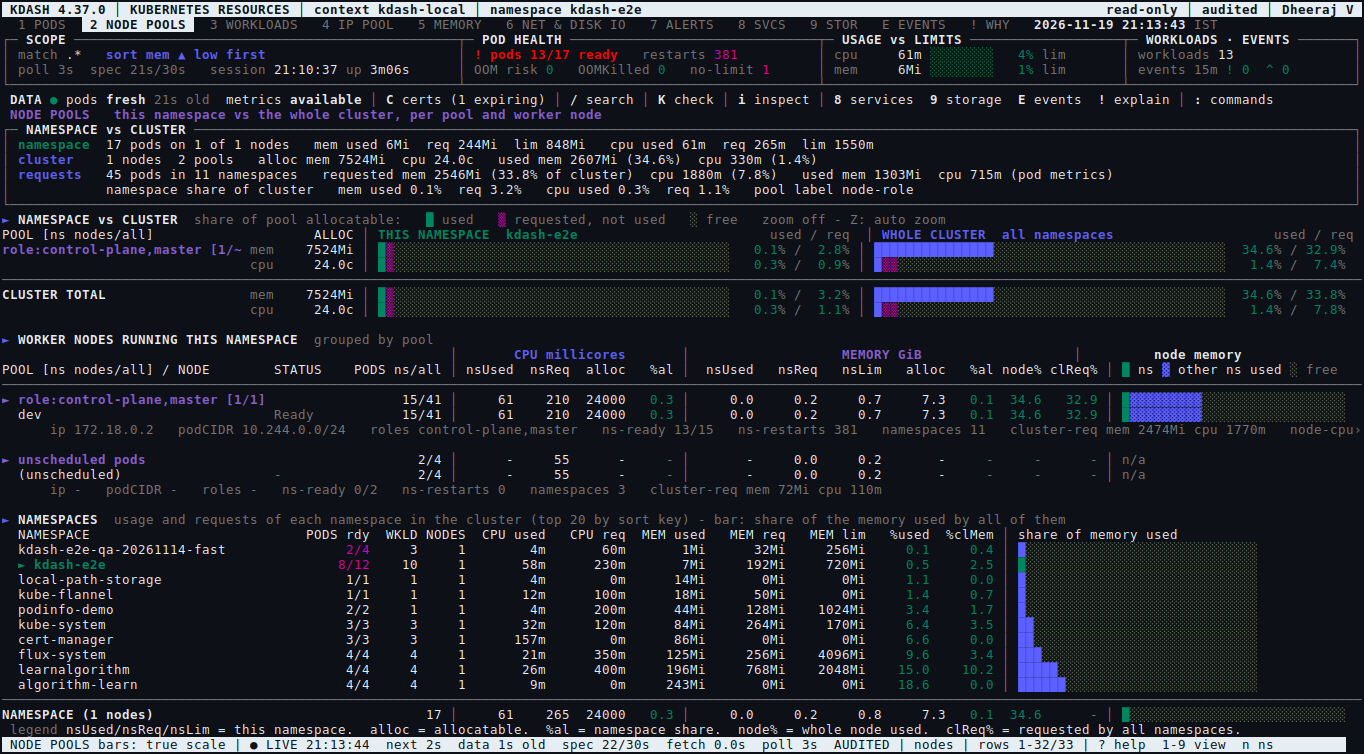 KDASH 4.37.0 │ KUBERNETES RESOURCES │ context kdash-local │ namespace kdash-e2e read-only │ audited │ Dheeraj V
1 PODS 2 NODE POOLS 3 WORKLOADS 4 IP POOL 5 MEMORY 6 NET & DISK IO 7 ALERTS 8 SVCS 9 STOR E EVENTS ! WHY 2026-11-19 21:13:43 IST
SCOPE POD HEALTH USAGE vs LIMITS WORKLOADS · EVENTS
match .* sort mem ▲ low first ! pods 13/17 ready restarts 381 cpu 61m 4% lim workloads 13
poll 3s spec 21s/30s session 21:10:37 up 3m06s OOM risk 0 OOMKilled 0 no-limit 1 mem 6Mi 1% lim events 15m ! 0 ^ 0
DATA ● pods fresh 21s old metrics available │ C certs (1 expiring) │ / search │ K check │ i inspect │ 8 services 9 storage E events ! explain │ : commands
NODE POOLS this namespace vs the whole cluster, per pool and worker node
NAMESPACE vs CLUSTER
namespace 17 pods on 1 of 1 nodes mem used 6Mi req 244Mi lim 848Mi cpu used 61m req 265m lim 1550m
cluster 1 nodes 2 pools alloc mem 7524Mi cpu 24.0c used mem 2607Mi (34.6%) cpu 330m (1.4%)
requests 45 pods in 11 namespaces requested mem 2546Mi (33.8% of cluster) cpu 1880m (7.8%) used mem 1303Mi cpu 715m (pod metrics)
namespace share of cluster mem used 0.1% req 3.2% cpu used 0.3% req 1.1% pool label node-role
► NAMESPACE vs CLUSTER share of pool allocatable: used requested, not used free zoom off - Z: auto zoom
POOL [ns nodes/all] ALLOC │ THIS NAMESPACE kdash-e2e used / req │ WHOLE CLUSTER all namespaces used / req
role:control-plane,master [1/~ mem 7524Mi │ 0.1% / 2.8% │ 34.6% / 32.9%
cpu 24.0c │ 0.3% / 0.9% │ 1.4% / 7.4%
CLUSTER TOTAL mem 7524Mi │ 0.1% / 3.2% │ 34.6% / 33.8%
cpu 24.0c │ 0.3% / 1.1% │ 1.4% / 7.8%
► WORKER NODES RUNNING THIS NAMESPACE grouped by pool
│ CPU millicores │ MEMORY GiB │ node memory
POOL [ns nodes/all] / NODE STATUS PODS ns/all │ nsUsed nsReq alloc %al │ nsUsed nsReq nsLim alloc %al node% clReq% │ ns other ns used free
► role:control-plane,master [1/1] 15/41 │ 61 210 24000 0.3 │ 0.0 0.2 0.7 7.3 0.1 34.6 32.9 │
dev Ready 15/41 │ 61 210 24000 0.3 │ 0.0 0.2 0.7 7.3 0.1 34.6 32.9 │
ip 172.18.0.2 podCIDR 10.244.0.0/24 roles control-plane,master ns-ready 13/15 ns-restarts 381 namespaces 11 cluster-req mem 2474Mi cpu 1770m node-cpu›
► unscheduled pods 2/4 │ - 55 - - │ - 0.0 0.2 - - - - │ n/a
(unscheduled) - 2/4 │ - 55 - - │ - 0.0 0.2 - - - - │ n/a
ip - podCIDR - roles - ns-ready 0/2 ns-restarts 0 namespaces 3 cluster-req mem 72Mi cpu 110m
► NAMESPACES usage and requests of each namespace in the cluster (top 20 by sort key) - bar: share of the memory used by all of them
NAMESPACE PODS rdy WKLD NODES CPU used CPU req MEM used MEM req MEM lim %used %clMem │ share of memory used
kdash-e2e-qa-20261114-fast 2/4 3 1 4m 60m 1Mi 32Mi 256Mi 0.1 0.4 │
► kdash-e2e 8/12 10 1 58m 230m 7Mi 192Mi 720Mi 0.5 2.5 │
local-path-storage 1/1 1 1 4m 0m 14Mi 0Mi 0Mi 1.1 0.0 │
kube-flannel 1/1 1 1 12m 100m 18Mi 50Mi 0Mi 1.4 0.7 │
podinfo-demo 2/2 1 1 4m 200m 44Mi 128Mi 1024Mi 3.4 1.7 │
kube-system 3/3 3 1 32m 120m 84Mi 264Mi 170Mi 6.4 3.5 │
cert-manager 3/3 3 1 157m 0m 86Mi 0Mi 0Mi 6.6 0.0 │
flux-system 4/4 4 1 21m 350m 125Mi 256Mi 4096Mi 9.6 3.4 │
learnalgorithm 4/4 4 1 26m 400m 196Mi 768Mi 2048Mi 15.0 10.2 │
algorithm-learn 4/4 4 1 9m 0m 243Mi 0Mi 0Mi 18.6 0.0 │
NAMESPACE (1 nodes) 17 │ 61 265 24000 0.3 │ 0.0 0.2 0.8 7.3 0.1 34.6 - │
legend nsUsed/nsReq/nsLim = this namespace. alloc = allocatable. %al = namespace share. node% = whole node used. clReq% = requested by all namespaces.
NODE POOLS bars: true scale │ ● LIVE 21:13:44 next 2s data 1s old spec 22/30s fetch 0.0s poll 3s AUDITED │ nodes │ rows 1-32/33 │ ? help 1-9 view n ns